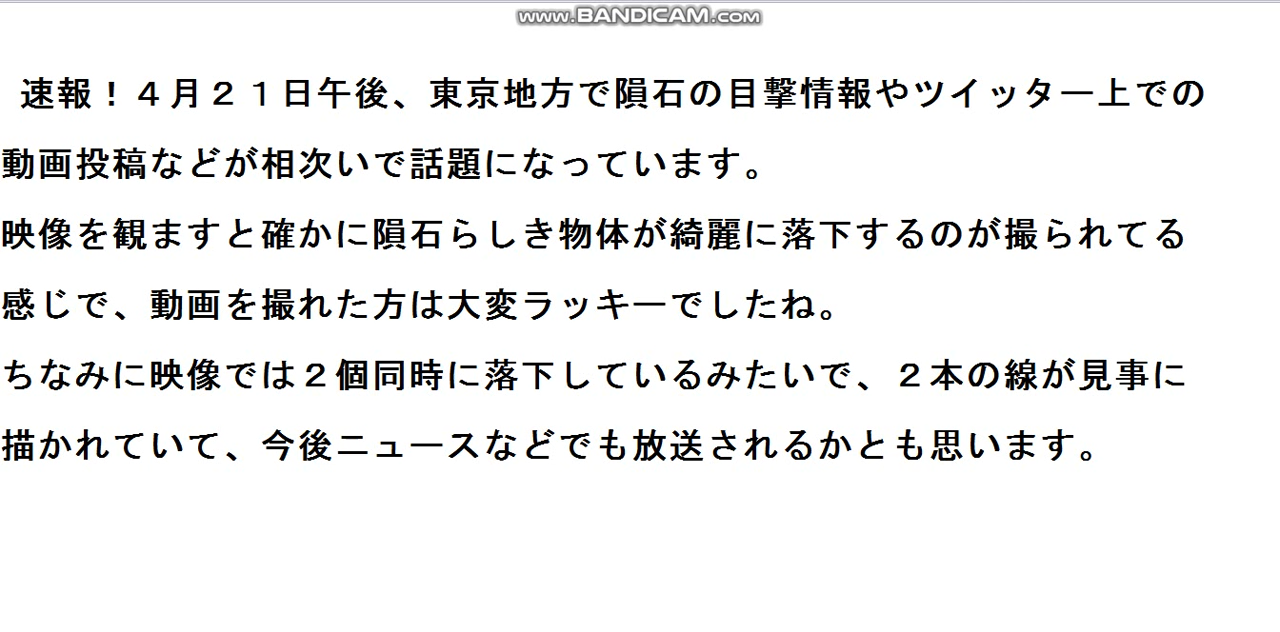 www.BANDICAM.com
速報！４月２１日午後、東京地方で隕石の目撃情報やツイッター上での
動画投稿などが相次いで話題になっています。
映像を観ますと確かに隕石らしき物体が綺麗に落下するのが撮られてる
感じで、動画を撮れた方は大変ラッキーでしたね。
ちなみに映像では２個同時に落下しているみたいで、２本の線が見事に
描かれていて、今後ニュースなどでも放送されるかとも思います。